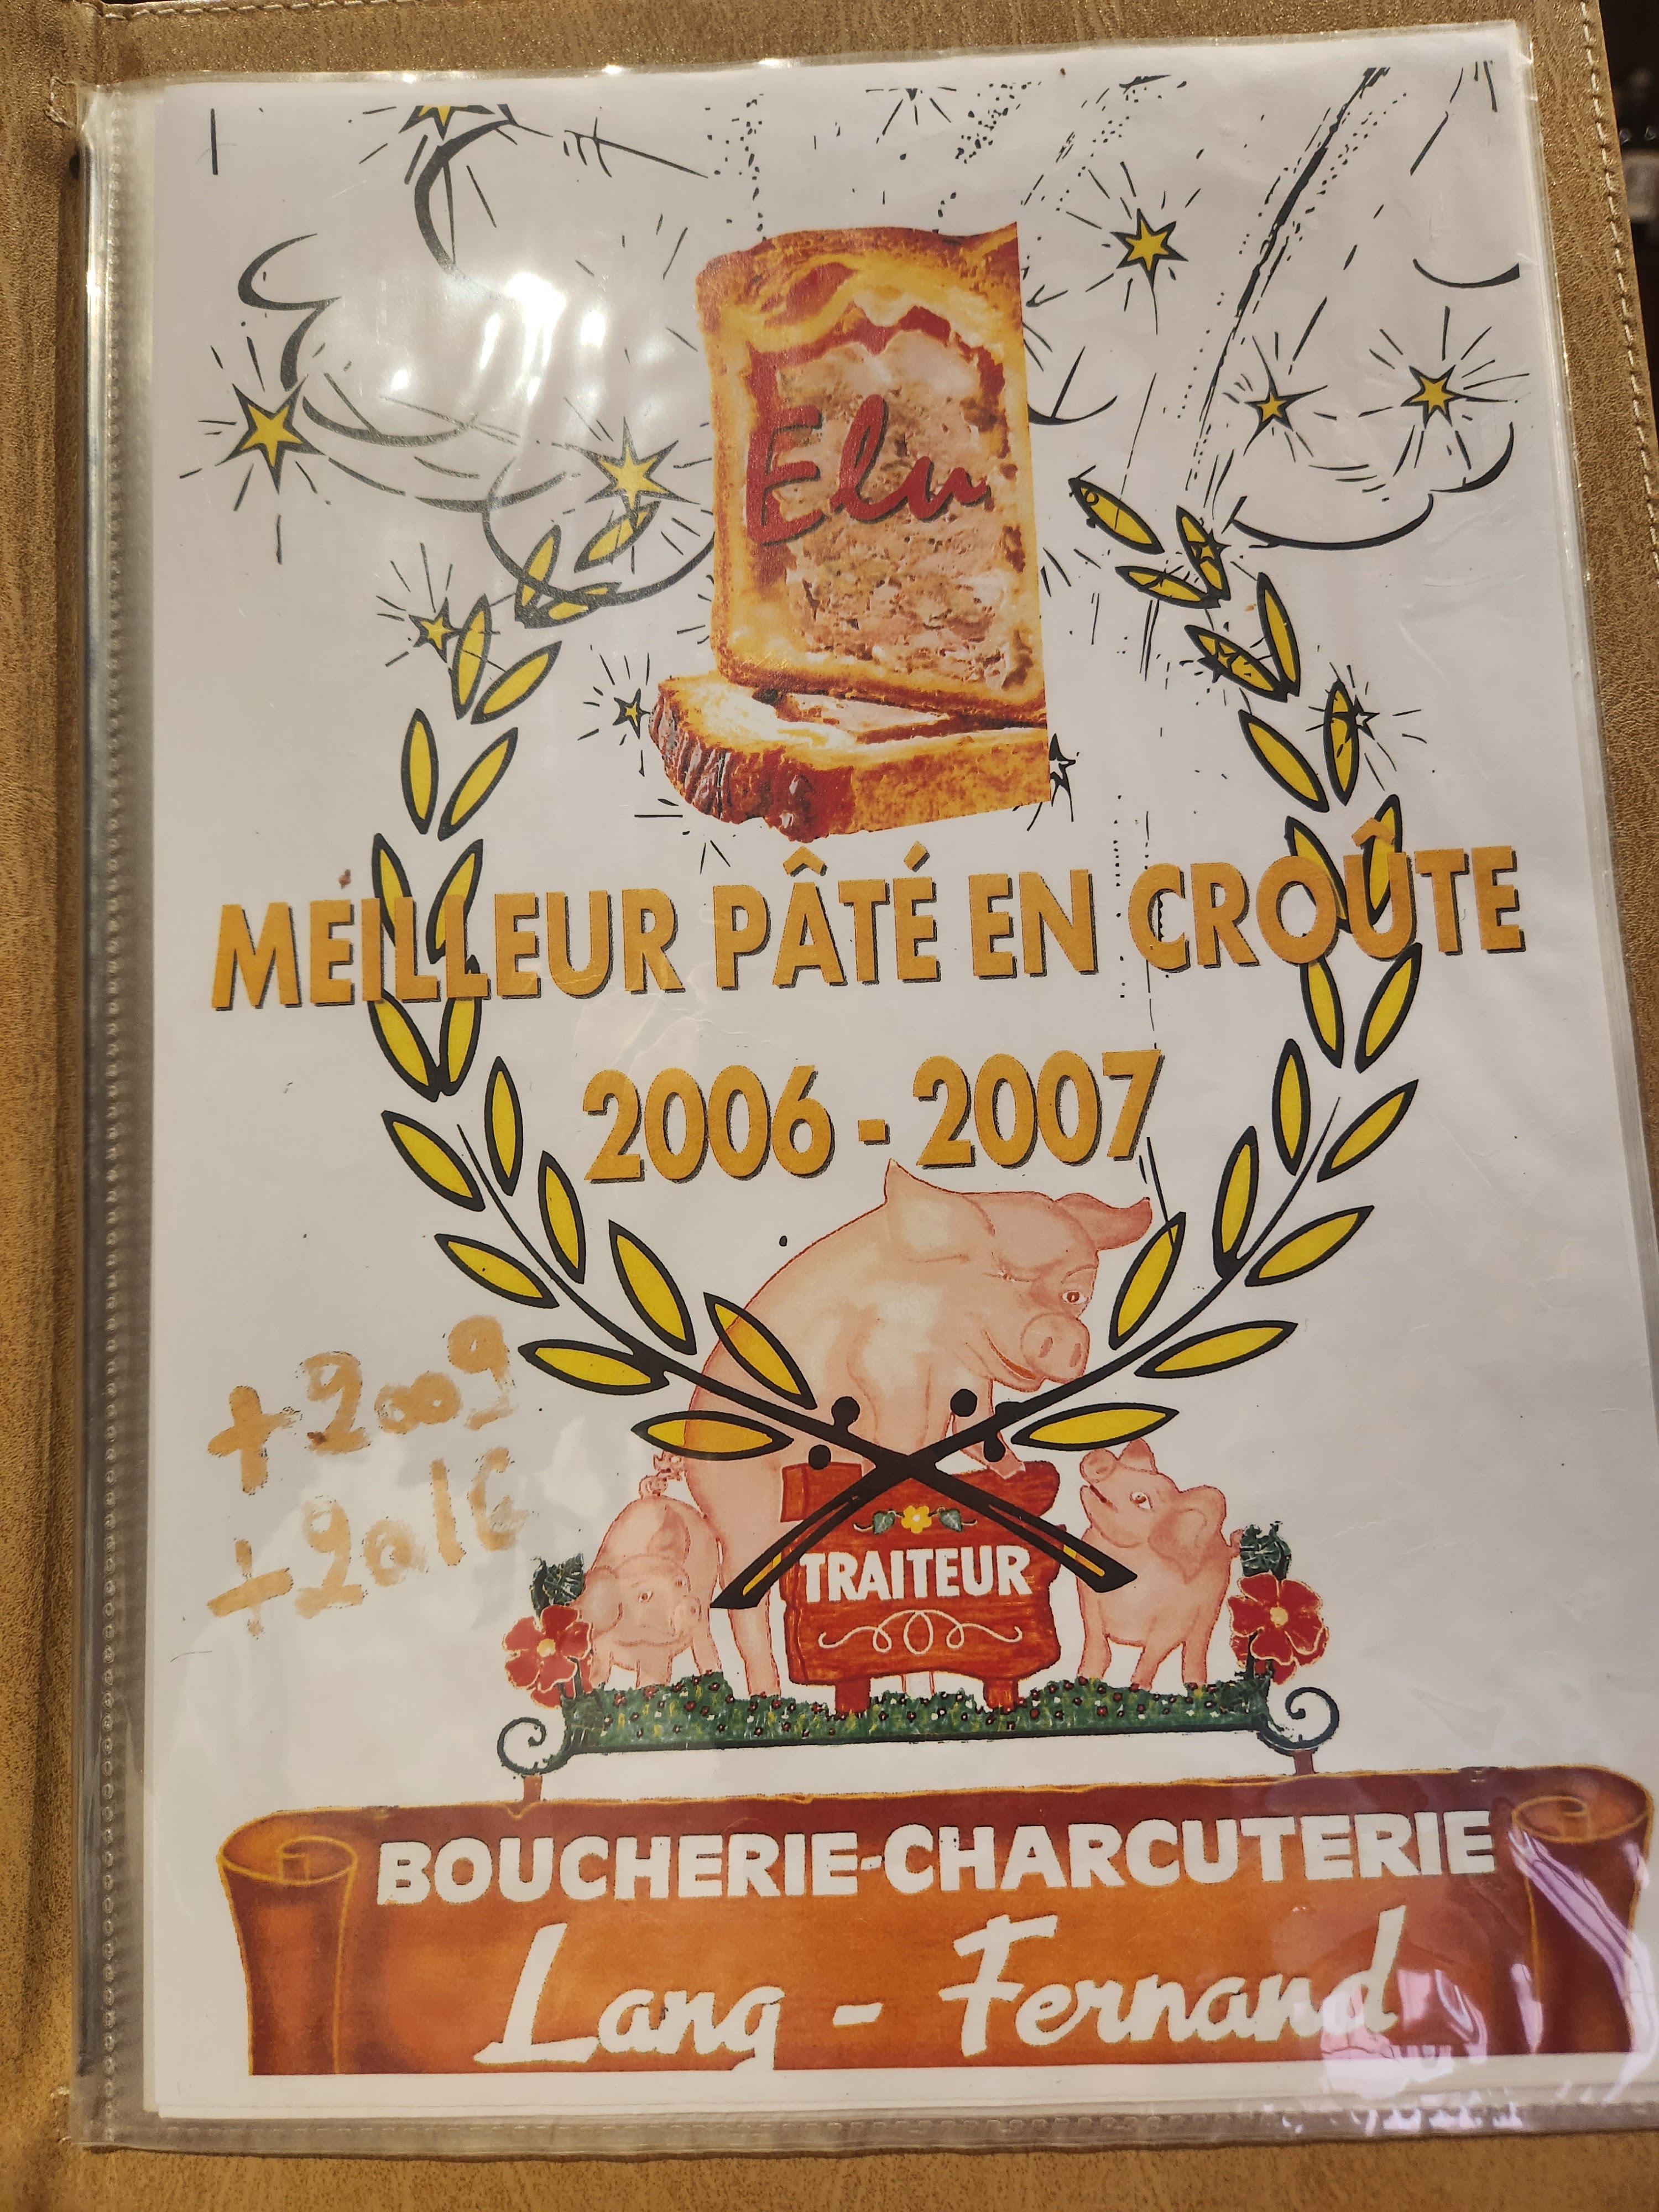 Elu
MEILLEUR PÂTÉ EN CROÛTE
2006 - 2007
+ 2009
+ 2016
TRAITEUR
BOUCHERIE-CHARCUTERIE
Lang - Fernand